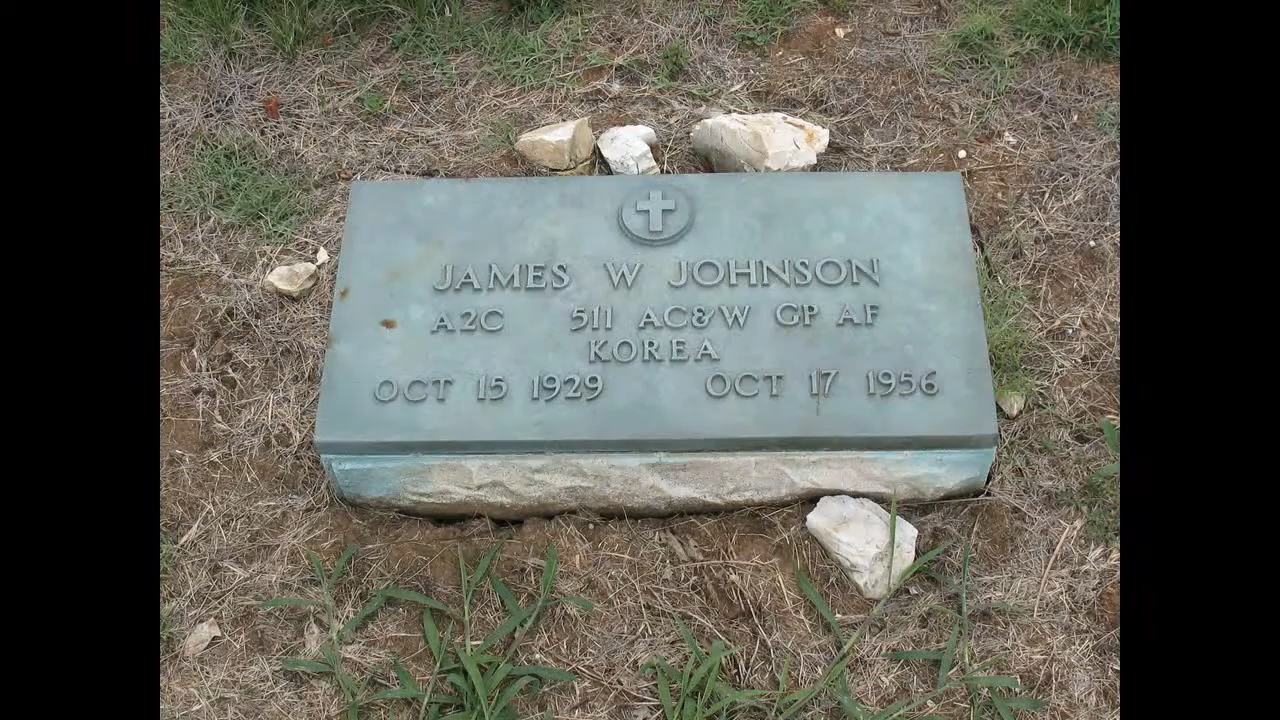 JAMES W JOHNSON
A2C 511 AC&W GP AF
KOREA
OCT 15 1929 OCT 17 1956